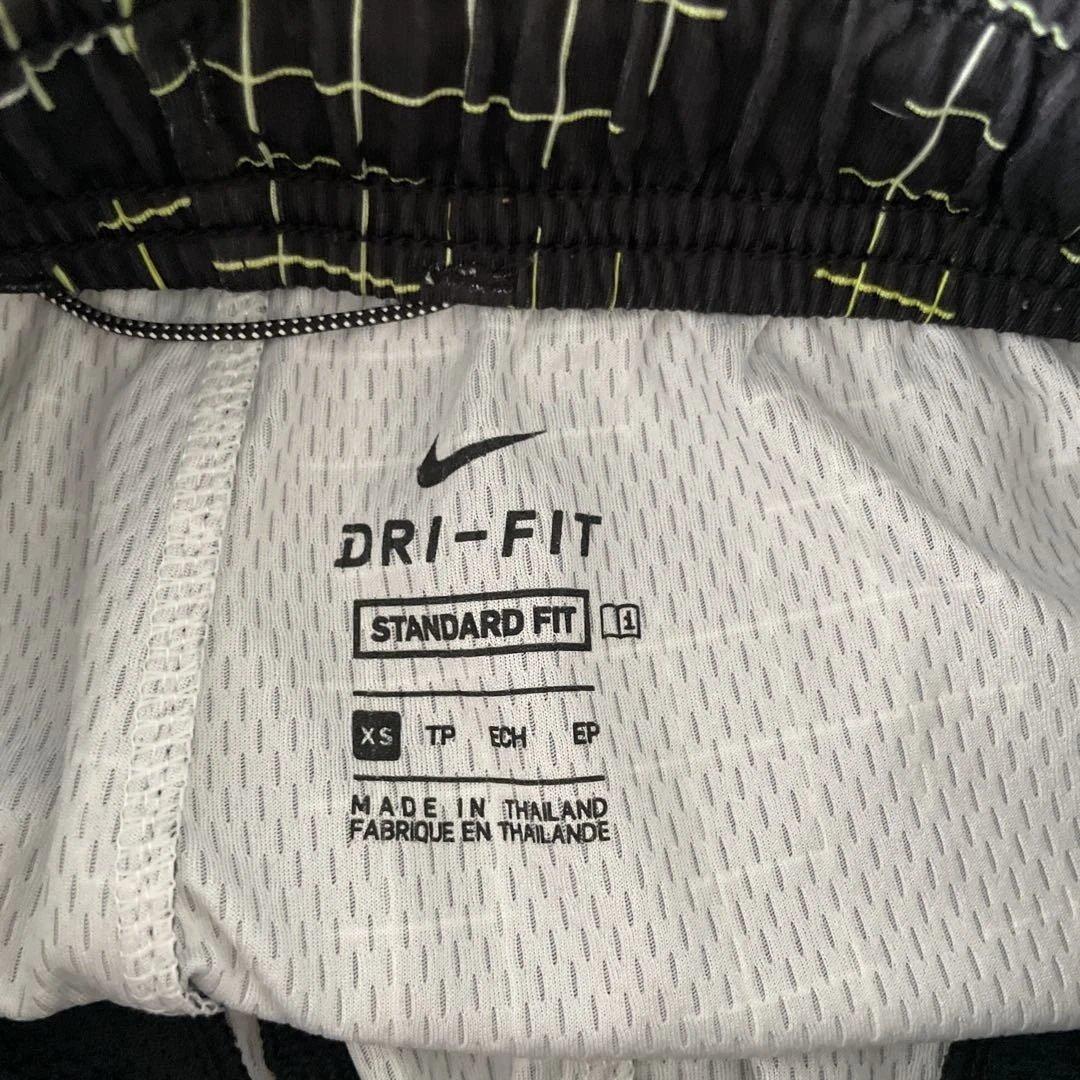 DRI-FIT
STANDARD FIT 1
XS TP ECH EP
MADE IN THAILAND
FABRIQUE EN THAILANDE